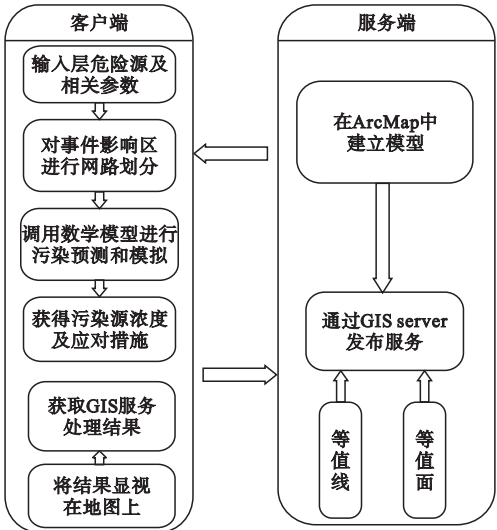 客户端
输入层危险源及
相关参数
对事件影响区
进行网路划分
调用数学模型进行
污染预测和模拟
获得污染源浓度
及应对措施
获取GIS服务
处理结果
将结果显视
在地图上
服务端
在ArcMap中
建立模型
通过GIS server
发布服务
等值线
等值面